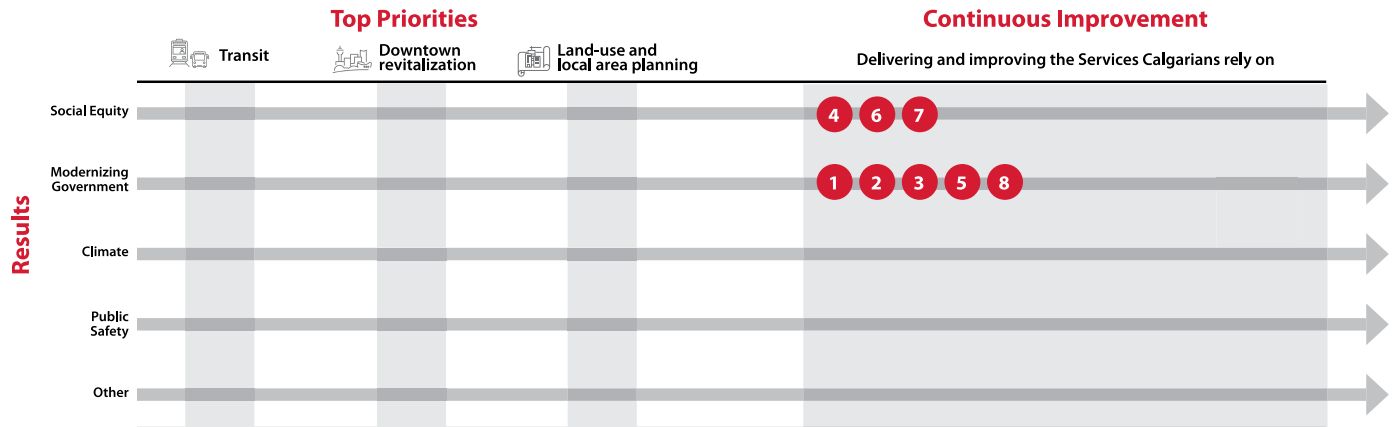 Top Priorities
Continuous Improvement
Transit
Downtown
revitalization
Land-use and
local area planning
Delivering and improving the Services Calgarians rely on
Results
Social Equity
4 6 7
Modernizing
Government
1 2 3 5 8
Climate
Public
Safety
Other